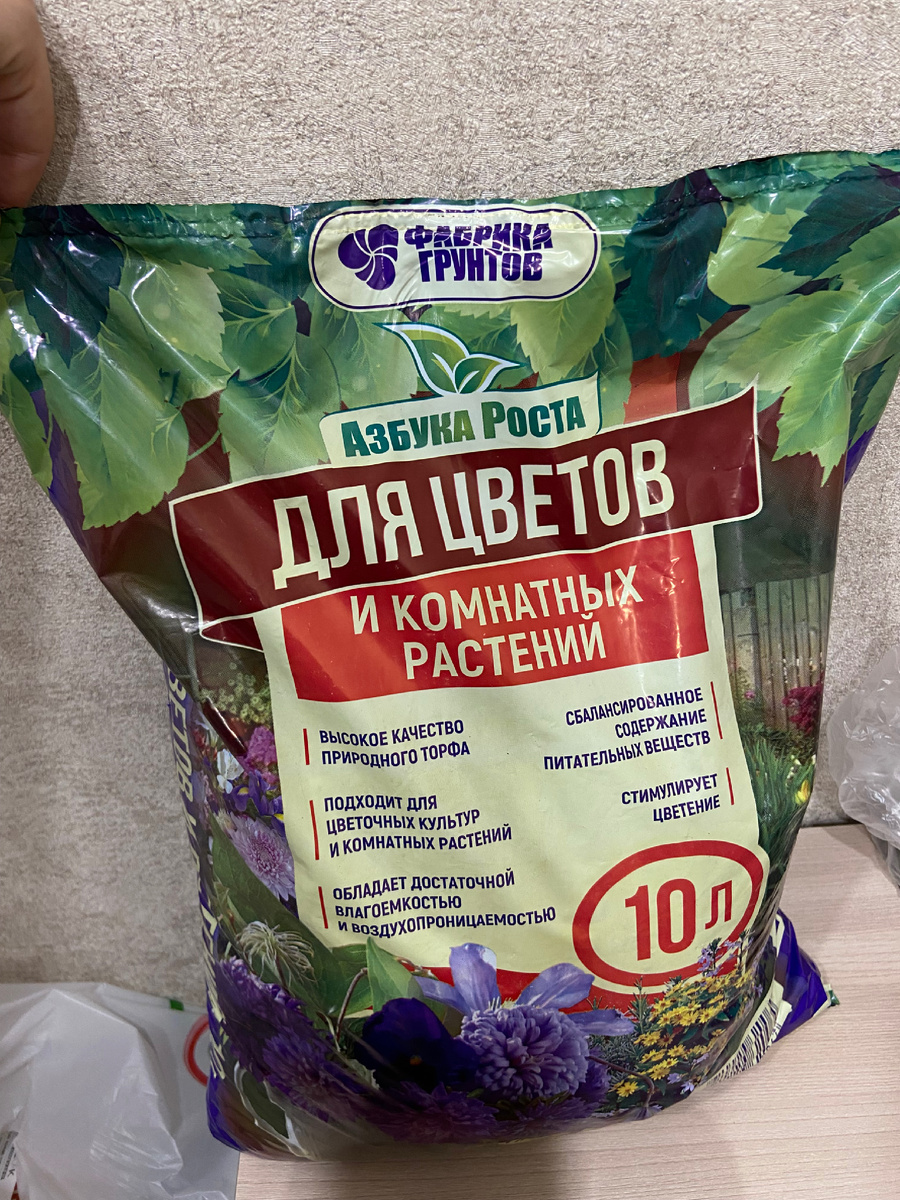 ФАБРИКА
ГРУНТОВ
АЗБУКА РОСТА
ДЛЯ ЦВЕТОВ
И КОМНАТНЫХ
РАСТЕНИЙ
ВЫСОКОЕ КАЧЕСТВО
ПРИРОДНОГО ТОРФА
ПОДХОДИТ ДЛЯ
ЦВЕТОЧНЫХ КУЛЬТУР
И КОМНАТНЫХ РАСТЕНИЙ
ОБЛАДАЕТ ДОСТАТОЧНОЙ
ВЛАГОЕМКОСТЬЮ
И ВОЗДУХОПРОНИЦАЕМОСТЬЮ
СБАЛАНСИРОВАННОЕ
СОДЕРЖАНИЕ
ПИТАТЕЛЬНЫХ ВЕЩЕСТВ
СТИМУЛИРУЕТ
ЦВЕТЕНИЕ
10 Л